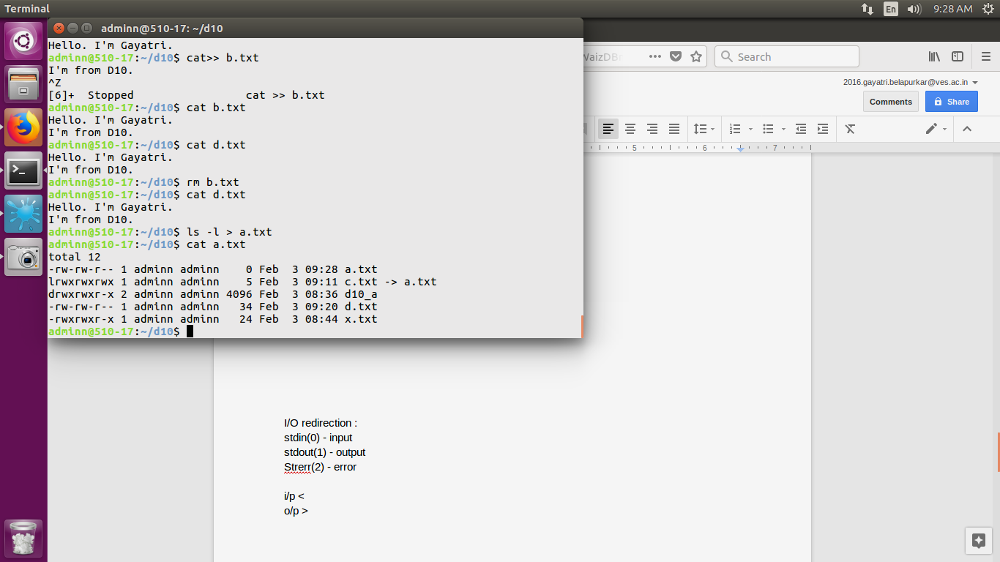 Terminal
En
9:28 AM
adminn@510-17: ~/d10
Hello. I'm Gayatri.
adminn@510-17:~/d10$ cat>> b.txt
I'm from D10.
^Z
[6]+  Stopped                 cat >> b.txt
adminn@510-17:~/d10$ cat b.txt
Hello. I'm Gayatri.
I'm from D10.
adminn@510-17:~/d10$ cat d.txt
Hello. I'm Gayatri.
I'm from D10.
adminn@510-17:~/d10$ rm b.txt
adminn@510-17:~/d10$ cat d.txt
Hello. I'm Gayatri.
I'm from D10.
adminn@510-17:~/d10$ ls -l > a.txt
adminn@510-17:~/d10$ cat a.txt
total 12
-rw-rw-r-- 1 adminn adminn    0 Feb  3 09:28 a.txt
lrwxrwxrwx 1 adminn adminn    5 Feb  3 09:11 c.txt -> a.txt
drwxrwxr-x 2 adminn adminn 4096 Feb  3 08:36 d10_a
-rw-rw-r-- 1 adminn adminn   34 Feb  3 09:20 d.txt
-rwxrwxr-x 1 adminn adminn   24 Feb  3 08:44 x.txt
adminn@510-17:~/d10$
Search
2016.gayatri.belapurkar@ves.ac.in
Comments
Share
5 6 7
I/O redirection :
stdin(0) - input
stdout(1) - output
Strerr(2) - error
i/p <
o/p >